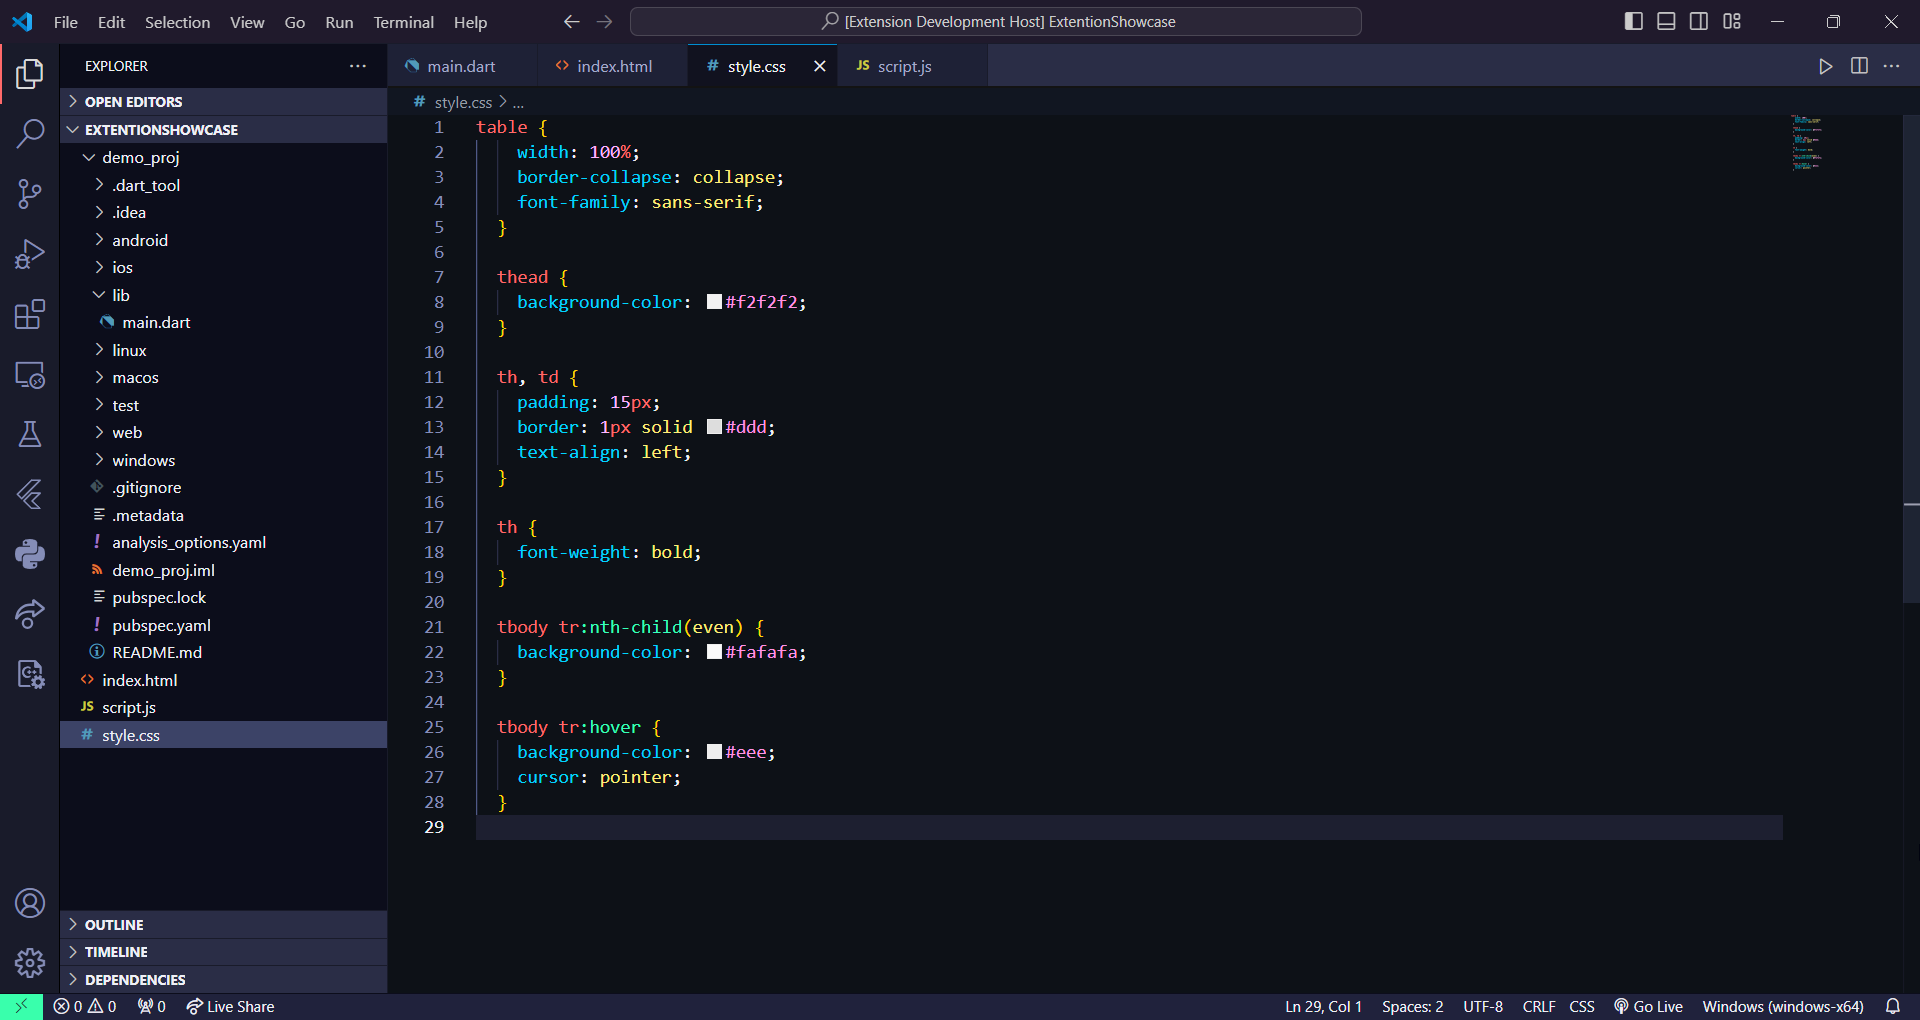 File Edit Selection View Go Run Terminal Help
[Extension Development Host] ExtentionShowcase
EXPLORER
OPEN EDITORS
EXTENTIONSHOWCASE
demo_proj
.dart_tool
.idea
android
ios
lib
main.dart
linux
macos
test
web
windows
.gitignore
.metadata
! analysis_options.yaml
demo_proj.iml
pubspec.lock
! pubspec.yaml
README.md
<> index.html
JS script.js
# style.css
OUTLINE
TIMELINE
DEPENDENCIES
main.dart <> index.html # style.css JS script.js
# style.css > ...
1 table {
2 width: 100%;
3 border-collapse: collapse;
4 font-family: sans-serif;
5 }
6
7 thead {
8 background-color: #f2f2f2;
9 }
10
11 th, td {
12 padding: 15px;
13 border: 1px solid #ddd;
14 text-align: left;
15 }
16
17 th {
18 font-weight: bold;
19 }
20
21 tbody tr:nth-child(even) {
22 background-color: #fafafa;
23 }
24
25 tbody tr:hover {
26 background-color: #eee;
27 cursor: pointer;
28 }
29
0 0 0 Live Share Ln 29, Col 1 Spaces: 2 UTF-8 CRLF CSS Go Live Windows (windows-x64)